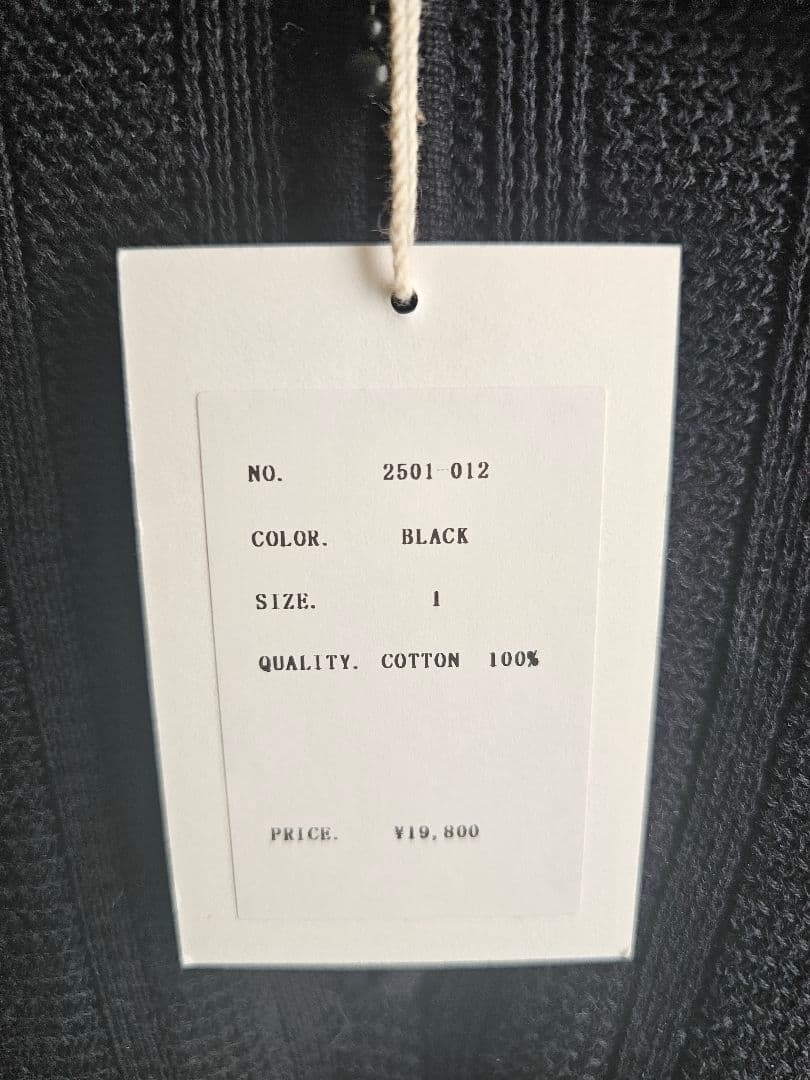 NO. 2501-012
COLOR. BLACK
SIZE. 1
QUALITY. COTTON 100%
PRICE. ¥19,800